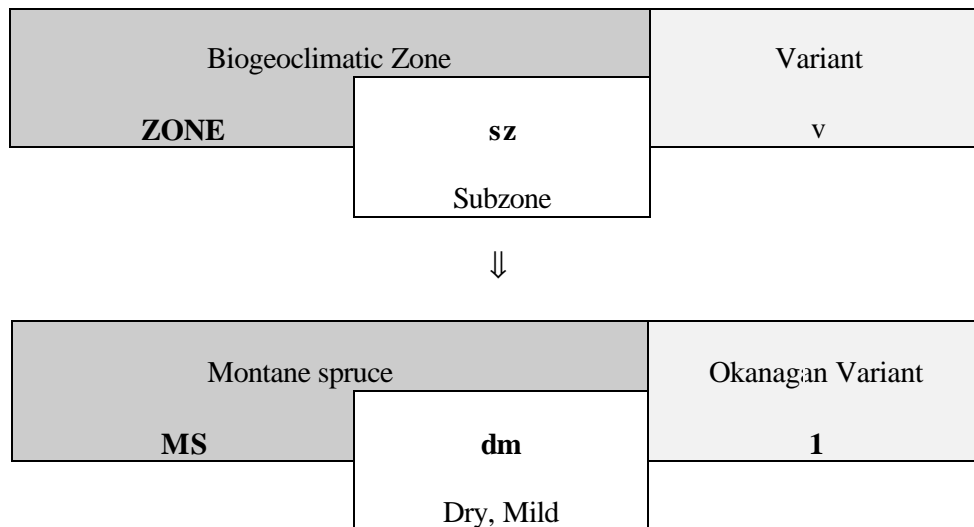 Biogeoclimatic Zone Variant
ZONE sz v
Subzone
⇓
Montane spruce Okanagan Variant
MS dm 1
Dry, Mild